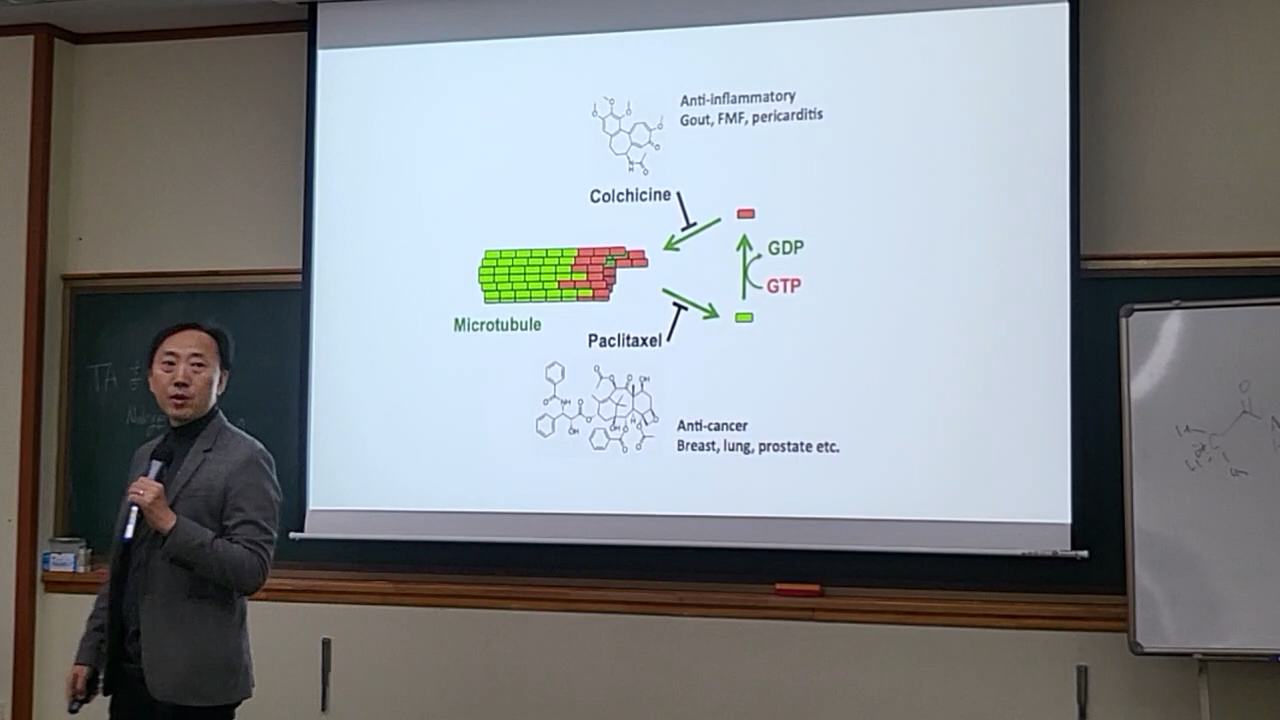 Anti-inflammatory
Gout, FMF, pericarditis
Colchicine
GDP
GTP
Microtubule
Paclitaxel
Anti-cancer
Breast, lung, prostate etc.
TA